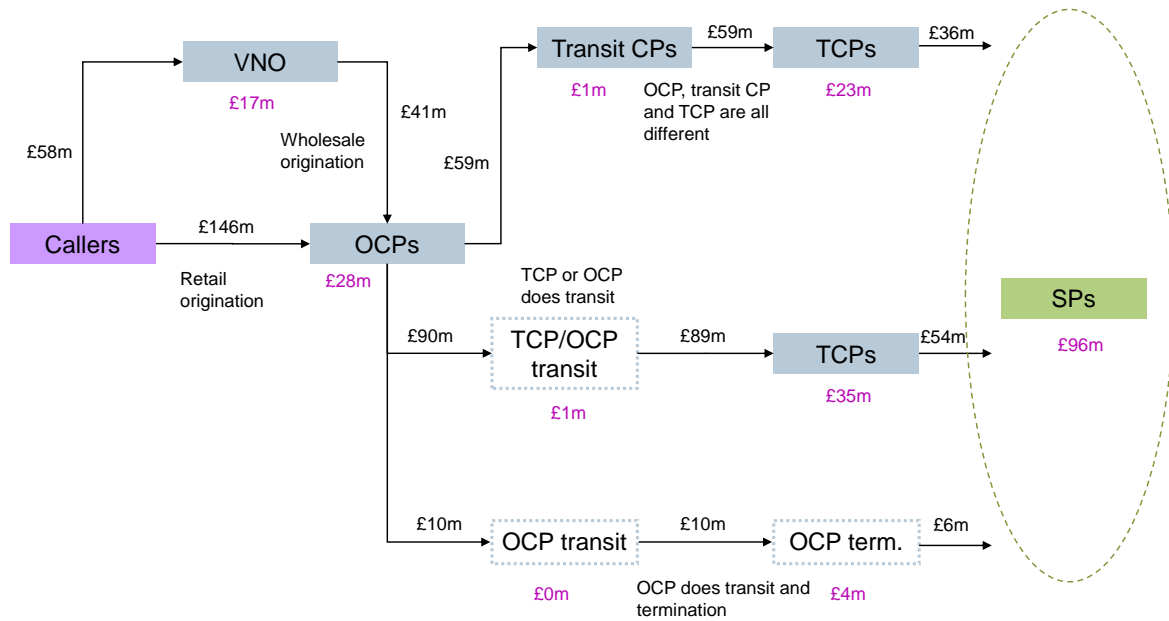 £59m
£36m
VNO
Transit CPs
TCPs
£17m
£1m
OCP, transit CP
and TCP are all
different
£23m
£41m
Wholesale
origination
£58m
£59m
£146m
Callers
OCPs
Retail
origination
£28m
TCP or OCP
does transit
SPs
£90m
TCP/OCP
transit
£89m
TCPs
£54m
£96m
£1m
£35m
£10m
£10m
£6m
OCP transit
OCP term.
£0m
OCP does transit and
termination
£4m